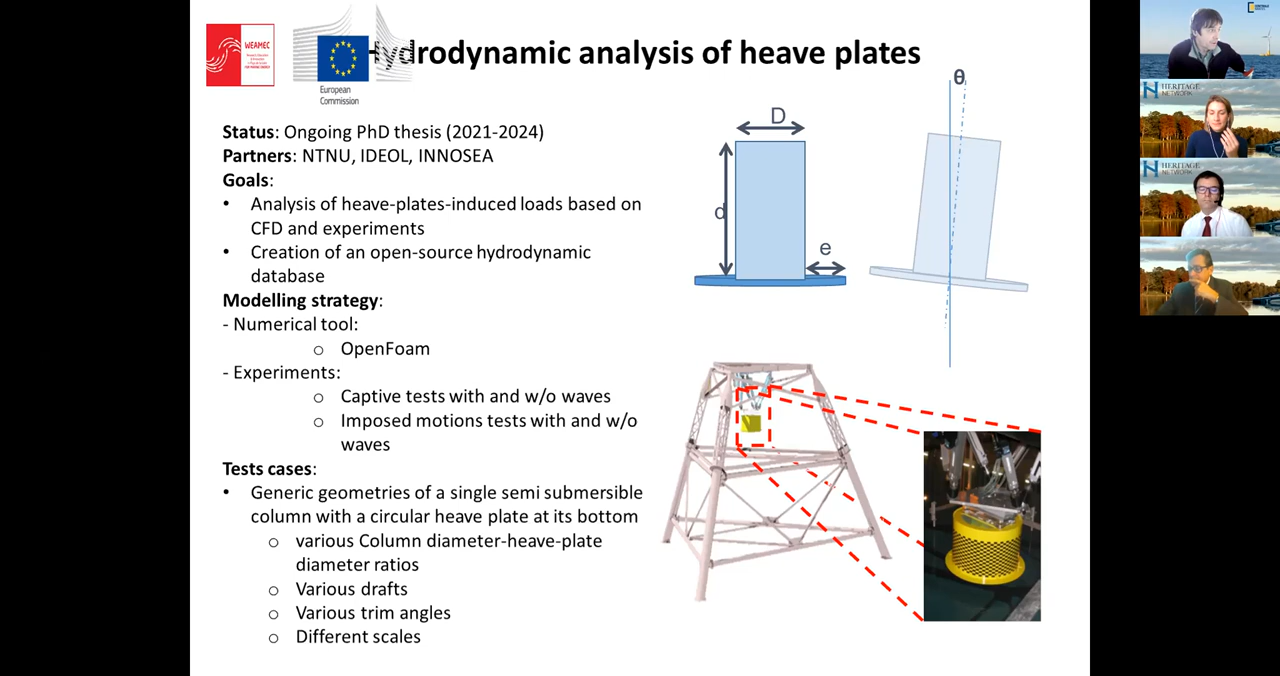 WEAMEC
European
Commission
Hydrodynamic analysis of heave plates
Status: Ongoing PhD thesis (2021-2024)
Partners: NTNU, IDEOL, INNOSEA
Goals:
• Analysis of heave-plates-induced loads based on
CFD and experiments
• Creation of an open-source hydrodynamic
database
Modelling strategy:
- Numerical tool:
o OpenFoam
- Experiments:
o Captive tests with and w/o waves
o Imposed motions tests with and w/o
waves
Tests cases:
• Generic geometries of a single semi submersible
column with a circular heave plate at its bottom
o various Column diameter-heave-plate
diameter ratios
o Various drafts
o Various trim angles
o Different scales
D
d
e
θ
HERITAGE
NETWORK
HERITAGE
NETWORK